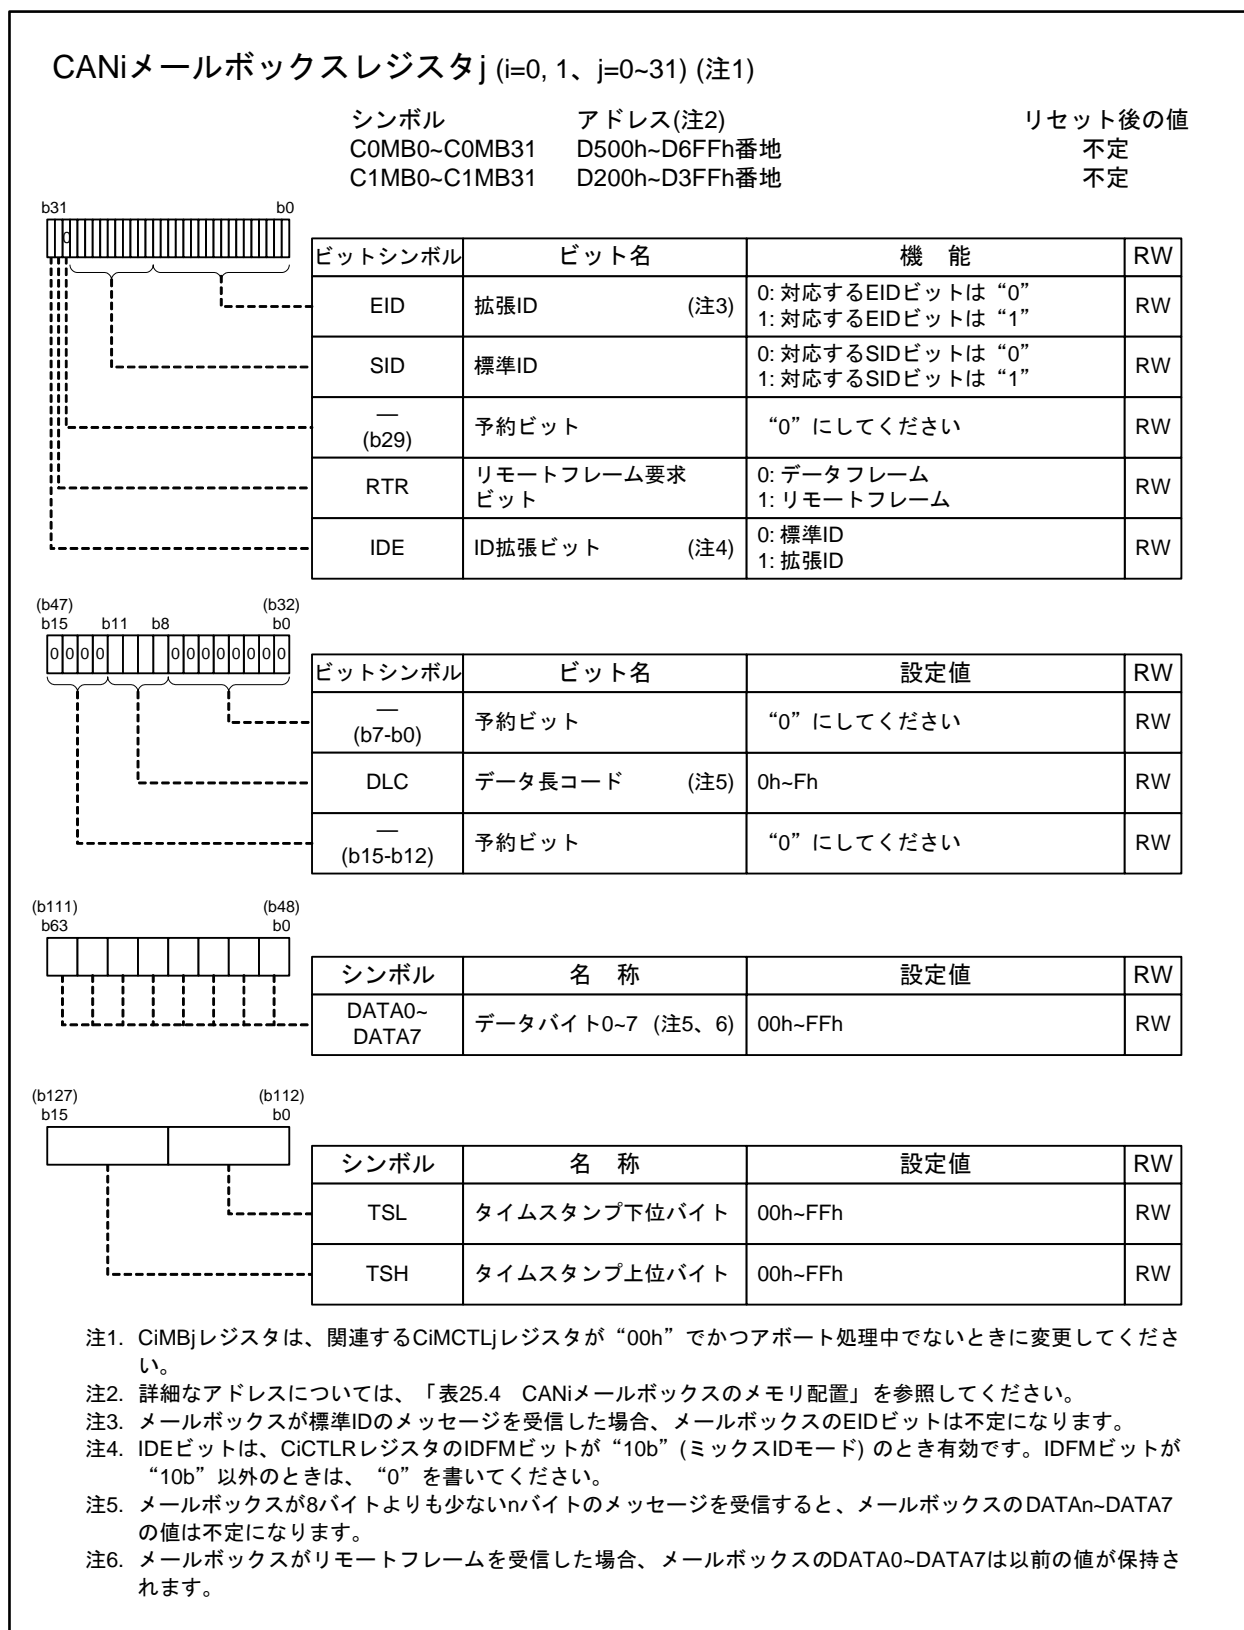 CANiメールボックスレジスタj (i=0, 1、j=0~31) (注1)
シンボル アドレス(注2) リセット後の値
C0MB0~C0MB31 D500h~D6FFh番地 不定
C1MB0~C1MB31 D200h~D3FFh番地 不定
b31 b0
0
ビットシンボル ビット名 機 能 RW
EID 拡張ID (注3) 0: 対応するEIDビットは“0” RW
1: 対応するEIDビットは“1”
SID 標準ID 0: 対応するSIDビットは“0” RW
1: 対応するSIDビットは“1”
— (b29) 予約ビット “0”にしてください RW
RTR リモートフレーム要求 0: データフレーム RW
ビット 1: リモートフレーム
IDE ID拡張ビット (注4) 0: 標準ID RW
1: 拡張ID
(b47) (b32)
b15 b11 b8 b0
0 0 0 0 0 0 0 0 0 0 0 0
ビットシンボル ビット名 設定値 RW
— (b7-b0) 予約ビット “0”にしてください RW
DLC データ長コード (注5) 0h~Fh RW
— (b15-b12) 予約ビット “0”にしてください RW
(b111) (b48)
b63 b0
シンボル 名 称 設定値 RW
DATA0~ データバイト0~7 (注5、6) 00h~FFh RW
DATA7
(b127) (b112)
b15 b0
シンボル 名 称 設定値 RW
TSL タイムスタンプ下位バイト 00h~FFh RW
TSH タイムスタンプ上位バイト 00h~FFh RW
注1. CiMBjレジスタは、関連するCiMCTLjレジスタが“00h”でかつアボート処理中でないときに変更してくださ
い。
注2. 詳細なアドレスについては、「表25.4 CANiメールボックスのメモリ配置」を参照してください。
注3. メールボックスが標準IDのメッセージを受信した場合、メールボックスのEIDビットは不定になります。
注4. IDEビットは、CiCTLRレジスタのIDFMビットが“10b”(ミックスIDモード) のとき有効です。IDFMビットが
“10b”以外のときは、“0”を書いてください。
注5. メールボックスが8バイトよりも少ないnバイトのメッセージを受信すると、メールボックスのDATAn~DATA7
の値は不定になります。
注6. メールボックスがリモートフレームを受信した場合、メールボックスのDATA0~DATA7は以前の値が保持さ
れます。